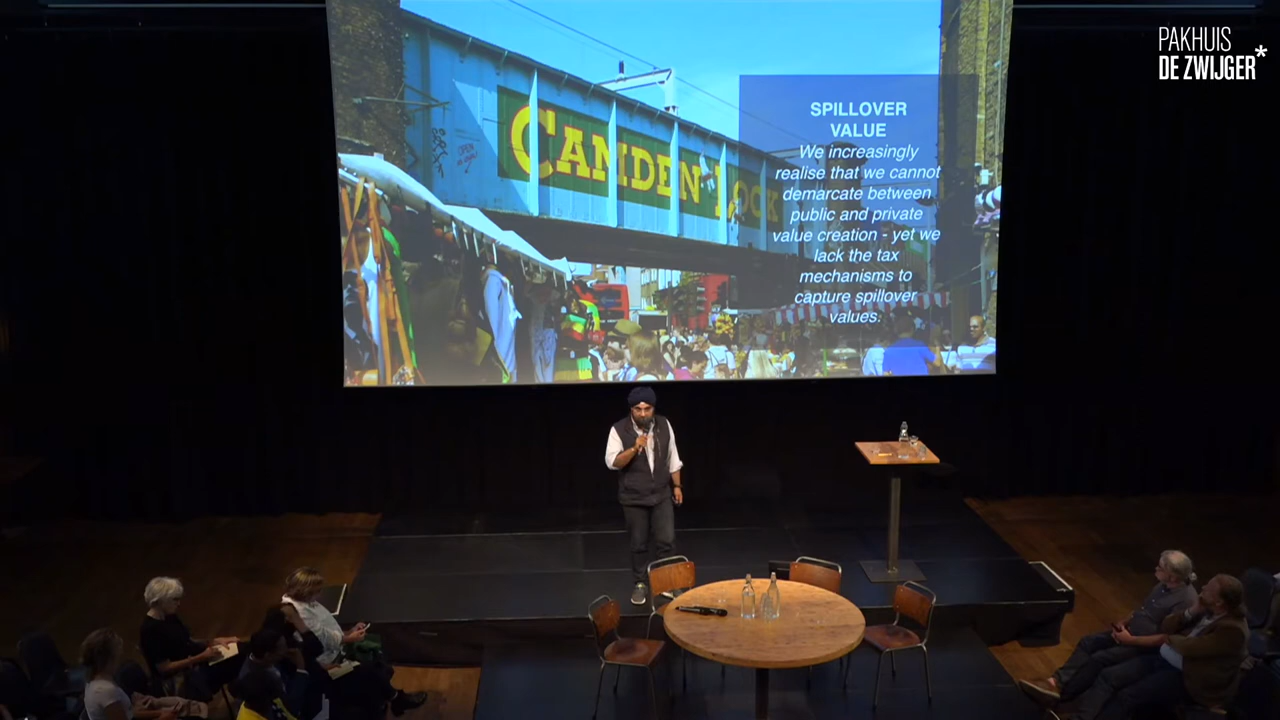 PAKHUIS
DE ZWIJGER*
CAMDEN LOCK
SPILLOVER
VALUE
We increasingly
realise that we cannot
demarcate between
public and private
value creation - yet we
lack the tax
mechanisms to
capture spillover
values.